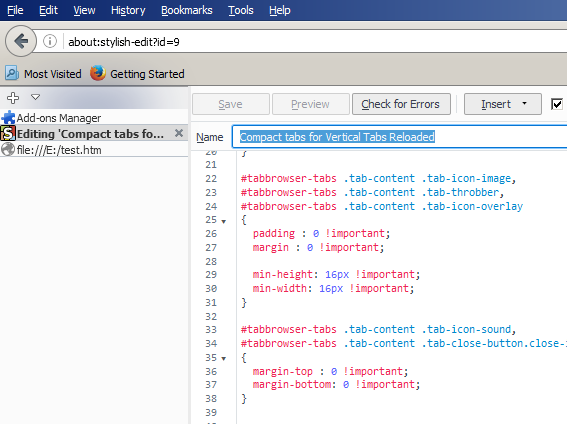 File Edit View History Bookmarks Tools Help
about:stylish-edit?id=9
Most Visited Getting Started
Add-ons Manager
Editing 'Compact tabs fo...
file:///E:/test.htm
Save Preview Check for Errors Insert
Name Compact tabs for Vertical Tabs Reloaded
20 }
21
22 #tabbrowser-tabs .tab-content .tab-icon-image,
23 #tabbrowser-tabs .tab-content .tab-throbber,
24 #tabbrowser-tabs .tab-content .tab-icon-overlay
25 {
26 padding : 0 !important;
27 margin : 0 !important;
28
29 min-height: 16px !important;
30 min-width: 16px !important;
31 }
32
33 #tabbrowser-tabs .tab-content .tab-icon-sound,
34 #tabbrowser-tabs .tab-content .tab-close-button.close-
35 {
36 margin-top : 0 !important;
37 margin-bottom: 0 !important;
38 }
39